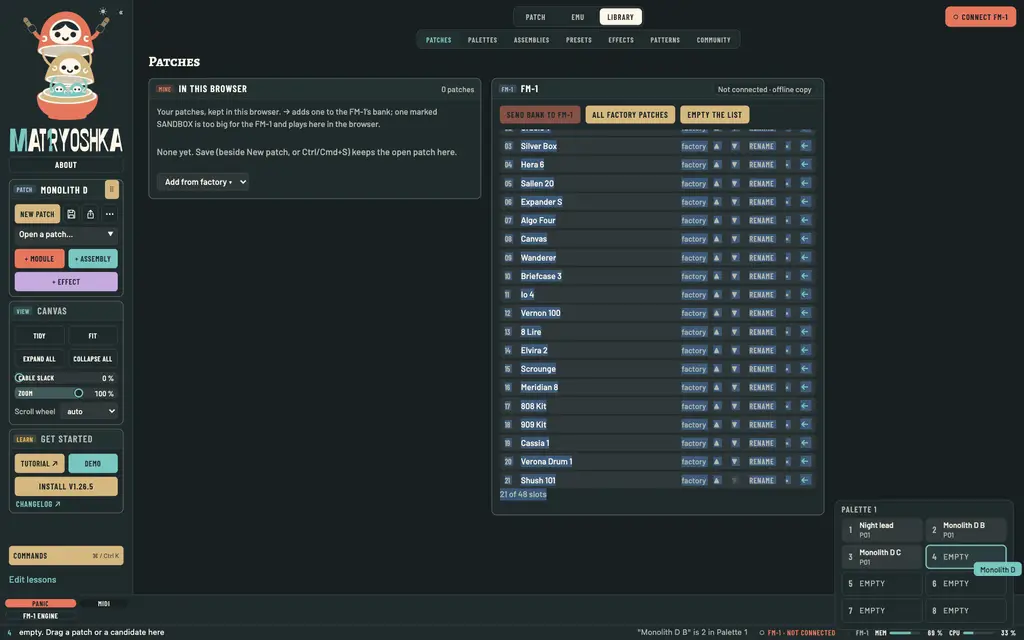 PATCH EMU LIBRARY
CONNECT FM-1
PATCHES PALETTES ASSEMBLIES PRESETS EFFECTS PATTERNS COMMUNITY
MATRYOSHKA
ABOUT
PATCH MONOLITH D
NEW PATCH
Open a patch...
+ MODULE + ASSEMBLY
+ EFFECT
VIEW CANVAS
TIDY FIT
EXPAND ALL COLLAPSE ALL
CABLE SLACK 0 %
ZOOM 100 %
Scroll wheel auto
LEARN GET STARTED
TUTORIAL ↗ DEMO
INSTALL V1.26.5
CHANGELOG ↗
COMMANDS ⌘ / Ctrl K
Edit lessons
PANIC MIDI
FM-1 ENGINE
Patches
MINE IN THIS BROWSER 0 patches
Your patches, kept in this browser. → adds one to the FM-1's bank; one marked
SANDBOX is too big for the FM-1 and plays here in the browser.
None yet. Save (beside New patch, or Ctrl/Cmd+S) keeps the open patch here.
Add from factory
FM-1 FM-1 Not connected · offline copy
SEND BANK TO FM-1 ALL FACTORY PATCHES EMPTY THE LIST
03 Silver Box factory ▲ ▼ RENAME ←
04 Hera 6 factory ▲ ▼ RENAME ←
05 Sallen 20 factory ▲ ▼ RENAME ←
06 Expander S factory ▲ ▼ RENAME ←
07 Algo Four factory ▲ ▼ RENAME ←
08 Canvas factory ▲ ▼ RENAME ←
09 Wanderer factory ▲ ▼ RENAME ←
10 Briefcase 3 factory ▲ ▼ RENAME ←
11 Io 4 factory ▲ ▼ RENAME ←
12 Vernon 100 factory ▲ ▼ RENAME ←
13 8 Lire factory ▲ ▼ RENAME ←
14 Elvira 2 factory ▲ ▼ RENAME ←
15 Scrounge factory ▲ ▼ RENAME ←
16 Meridian 8 factory ▲ ▼ RENAME ←
17 808 Kit factory ▲ ▼ RENAME ←
18 909 Kit factory ▲ ▼ RENAME ←
19 Cassia 1 factory ▲ ▼ RENAME ←
20 Verona Drum 1 factory ▲ ▼ RENAME ←
21 Shush 101 factory ▲ ▼ RENAME ←
21 of 48 slots
PALETTE 1
1 Night lead P01
2 Monolith D B P01
3 Monolith D C P01
4 EMPTY
Monolith D
5 EMPTY 6 EMPTY
7 EMPTY 8 EMPTY
4 empty. Drag a patch or a candidate here
"Monolith D B" is 2 in Palette 1
FM-1 · NOT CONNECTED
FM-1 MEM 69 % CPU 33 %